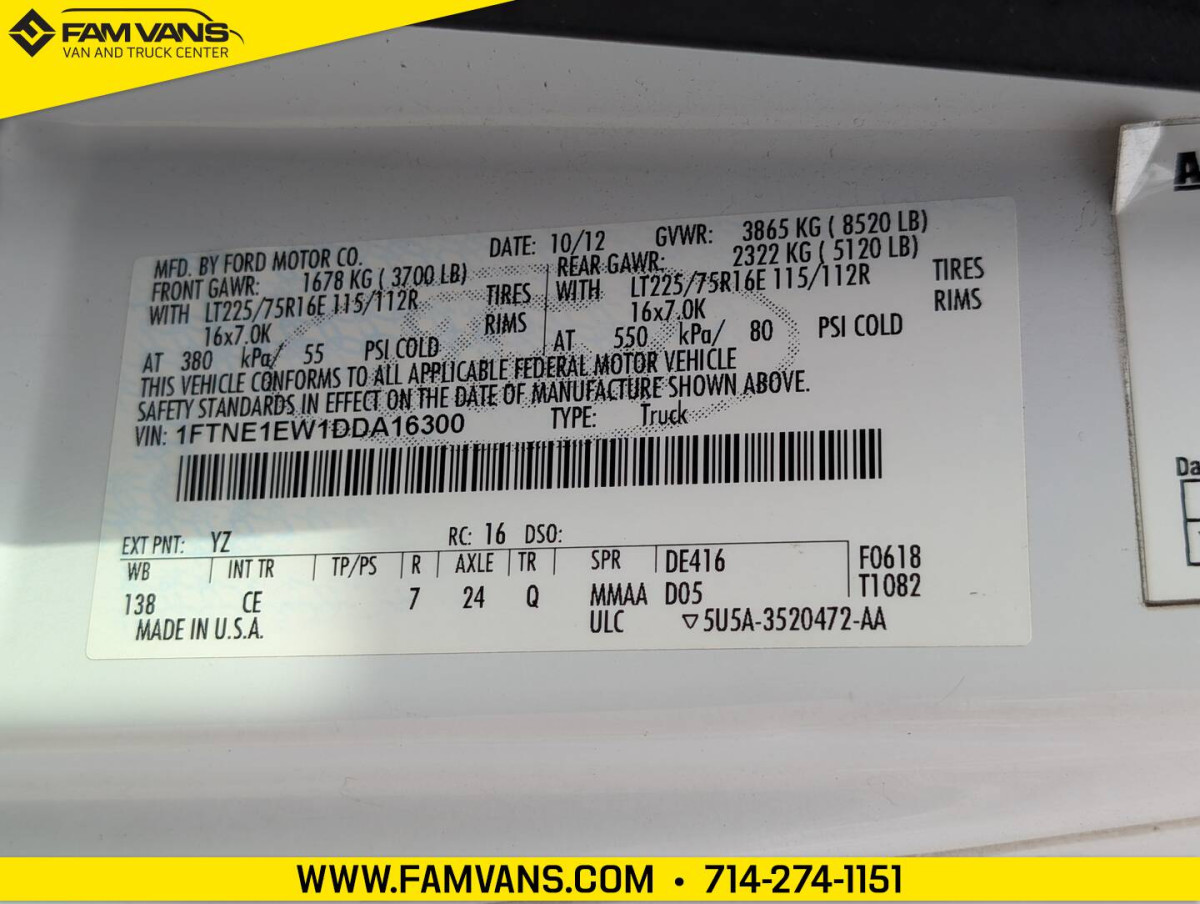 FAMVANS
VAN AND TRUCK CENTER
MFD. BY FORD MOTOR CO. DATE: 10/12 GVWR: 3865 KG ( 8520 LB)
FRONT GAWR: 1678 KG ( 3700 LB) REAR GAWR: 2322 KG ( 5120 LB)
WITH LT225/75R16E 115/112R TIRES WITH LT225/75R16E 115/112R TIRES
16x7.0K RIMS 16x7.0K RIMS
AT 380 kPa/ 55 PSI COLD AT 550 kPa/ 80 PSI COLD
THIS VEHICLE CONFORMS TO ALL APPLICABLE FEDERAL MOTOR VEHICLE
SAFETY STANDARDS IN EFFECT ON THE DATE OF MANUFACTURE SHOWN ABOVE.
VIN: 1FTNE1EW1DDA16300 TYPE: Truck
EXT PNT: YZ RC: 16 DSO:
WB INT TR TP/PS R AXLE TR SPR DE416 F0618
138 CE 7 24 Q MMAA D05 T1082
MADE IN U.S.A. ULC ▽5U5A-3520472-AA
A
Da
WWW.FAMVANS.COM • 714-274-1151